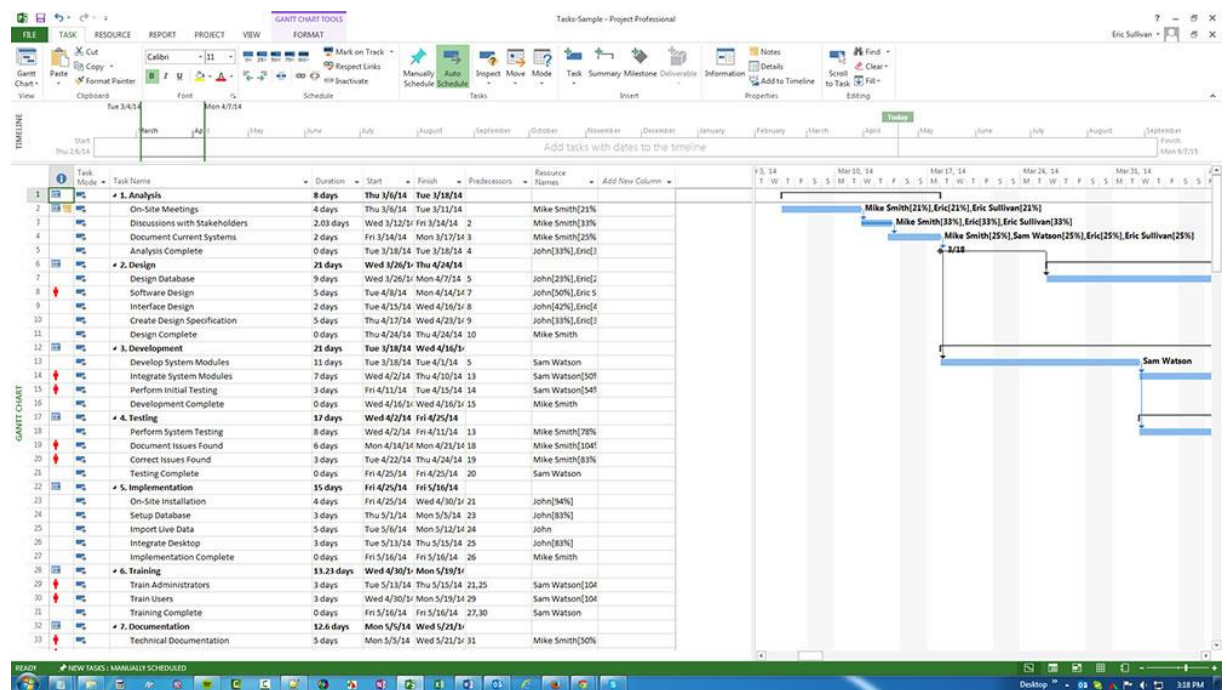 GANTT CHART TOOLS
Tasks-Sample - Project Professional
FILE TASK RESOURCE REPORT PROJECT VIEW FORMAT
Eric Sullivan
Cut
Copy
Format Painter
Calibri 11
Mark on Track
Respect Links
Inactivate
Gantt Chart Paste B I U A Manually Schedule Auto Schedule Inspect Move Mode Task Summary Milestone Deliverable Information
Notes
Details
Add to Timeline
Scroll to Task
Find
Clear
Fill
View Clipboard Font Schedule Tasks Insert Properties Editing
Tue 3/4/14 Mon 4/7/14
Today
TIMELINE
March April May June July August September October November December January February March April May June July August September
Start
Thu 2/6/14
Add tasks with dates to the timeline
Finish
Mon 9/7/15
Task Mode Task Name Duration Start Finish Predecessors Resource Names Add New Column
Mar 10, '14 Mar 17, '14 Mar 24, '14 Mar 31, '14
1 1. Analysis 8 days Thu 3/6/14 Tue 3/18/14
2 On-Site Meetings 4 days Thu 3/6/14 Tue 3/11/14 Mike Smith[21% Mike Smith[21%],Eric[21%],Eric Sullivan[21%]
3 Discussions with Stakeholders 2.03 days Wed 3/12/14 Fri 3/14/14 2 Mike Smith[33% Mike Smith[33%],Eric[33%],Eric Sullivan[33%]
4 Document Current Systems 2 days Fri 3/14/14 Mon 3/17/14 3 Mike Smith[25% Mike Smith[25%],Sam Watson[25%],Eric[25%],Eric Sullivan[25%]
5 Analysis Complete 0 days Tue 3/18/14 Tue 3/18/14 4 John[33%],Eric[3 3/18
6 2. Design 21 days Wed 3/26/14 Thu 4/24/14
7 Design Database 9 days Wed 3/26/14 Mon 4/7/14 5 John[23%],Eric[2
8 Software Design 5 days Tue 4/8/14 Mon 4/14/14 7 John[50%],Eric S
9 Interface Design 2 days Tue 4/15/14 Wed 4/16/14 8 John[42%],Eric[4
10 Create Design Specification 5 days Thu 4/17/14 Wed 4/23/14 9 John[33%],Eric[3
11 Design Complete 0 days Thu 4/24/14 Thu 4/24/14 10 Mike Smith
12 3. Development 21 days Tue 3/18/14 Wed 4/16/14
13 Develop System Modules 11 days Tue 3/18/14 Tue 4/1/14 5 Sam Watson Sam Watson
14 Integrate System Modules 7 days Wed 4/2/14 Thu 4/10/14 13 Sam Watson[50%
15 Perform Initial Testing 3 days Fri 4/11/14 Tue 4/15/14 14 Sam Watson[54%
16 Development Complete 0 days Wed 4/16/14 Wed 4/16/14 15 Mike Smith
17 4. Testing 17 days Wed 4/2/14 Fri 4/25/14
18 Perform System Testing 8 days Wed 4/2/14 Fri 4/11/14 13 Mike Smith[78%
19 Document Issues Found 6 days Mon 4/14/14 Mon 4/21/14 18 Mike Smith[104%
20 Correct Issues Found 3 days Tue 4/22/14 Thu 4/24/14 19 Mike Smith[83%
21 Testing Complete 0 days Fri 4/25/14 Fri 4/25/14 20 Sam Watson
22 5. Implementation 15 days Fri 4/25/14 Fri 5/16/14
23 On-Site Installation 4 days Fri 4/25/14 Wed 4/30/14 21 John[94%]
24 Setup Database 3 days Thu 5/1/14 Mon 5/5/14 23 John[83%]
25 Import Live Data 5 days Tue 5/6/14 Mon 5/12/14 24 John
26 Integrate Desktop 3 days Tue 5/13/14 Thu 5/15/14 25 John[83%]
27 Implementation Complete 0 days Fri 5/16/14 Fri 5/16/14 26 Mike Smith
28 6. Training 13.23 days Wed 4/30/14 Mon 5/19/14
29 Train Administrators 3 days Tue 5/13/14 Thu 5/15/14 21,25 Sam Watson[104
30 Train Users 3 days Wed 4/30/14 Mon 5/19/14 29 Sam Watson[104
31 Training Complete 0 days Fri 5/16/14 Fri 5/16/14 27,30 Sam Watson
32 7. Documentation 12.6 days Mon 5/5/14 Wed 5/21/14
33 Technical Documentation 5 days Mon 5/5/14 Wed 5/21/14 31 Mike Smith[50%
GANTT CHART
READY NEW TASKS : MANUALLY SCHEDULED
Desktop 3:18 PM